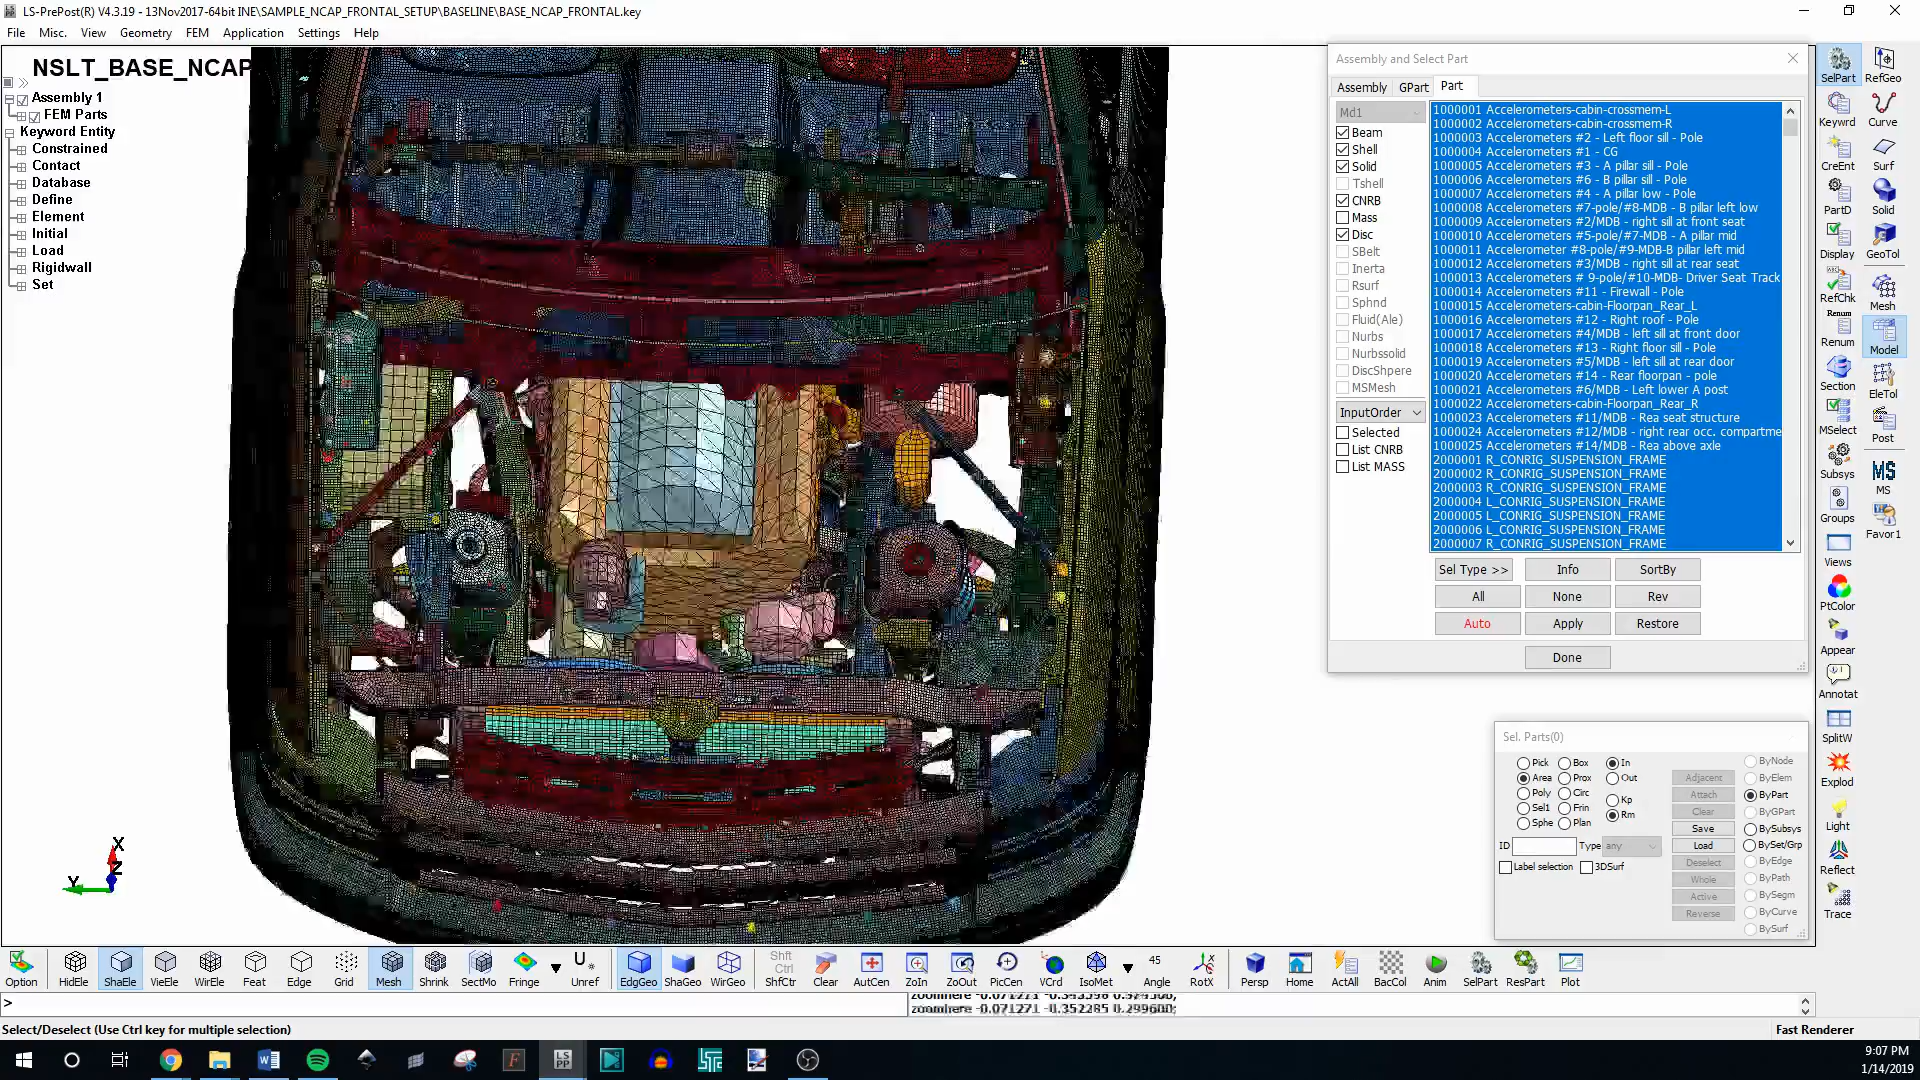 LS-PrePost(R) V4.3.19 - 13Nov2017-64bit INE\SAMPLE_NCAP_FRONTAL_SETUP\BASELINE\BASE_NCAP_FRONTAL.key
File Misc. View Geometry FEM Application Settings Help
NSLT_BASE_NCAP
Assembly 1
FEM Parts
Keyword Entity
Constrained
Contact
Database
Define
Element
Initial
Load
Rigidwall
Set
X
Z
Y
Assembly and Select Part
Assembly GPart Part
Md1
Beam
Shell
Solid
Tshell
CNRB
Mass
Disc
SBelt
Inerta
Rsurf
Sphnd
Fluid(Ale)
Nurbs
Nurbssolid
DiscShpere
MSMesh
InputOrder
Selected
List CNRB
List MASS
1000001 Accelerometers-cabin-crossmem-L
1000002 Accelerometers-cabin-crossmem-R
1000003 Accelerometers #2 - Left floor sill - Pole
1000004 Accelerometers #1 - CG
1000005 Accelerometers #3 - A pillar sill - Pole
1000006 Accelerometers #6 - B pillar sill - Pole
1000007 Accelerometers #4 - A pillar low - Pole
1000008 Accelerometers #7-pole/#8-MDB - B pillar left low
1000009 Accelerometers #2/MDB - right sill at front seat
1000010 Accelerometers #5-pole/#7-MDB - A pillar mid
1000011 Accelerometer #8-pole/#9-MDB-B pillar left mid
1000012 Accelerometers #3/MDB - right sill at rear seat
1000013 Accelerometers # 9-pole/#10-MDB- Driver Seat Track
1000014 Accelerometers #11 - Firewall - Pole
1000015 Accelerometers-cabin-Floorpan_Rear_L
1000016 Accelerometers #12 - Right roof - Pole
1000017 Accelerometers #4/MDB - left sill at front door
1000018 Accelerometers #13 - Right floor sill - Pole
1000019 Accelerometers #5/MDB - left sill at rear door
1000020 Accelerometers #14 - Rear floorpan - pole
1000021 Accelerometers #6/MDB - Left lower A post
1000022 Accelerometers-cabin-Floorpan_Rear_R
1000023 Accelerometers #11/MDB - Rea seat structure
1000024 Accelerometers #12/MDB - right rear occ. compartme
1000025 Accelerometers #14/MDB - Rea above axle
2000001 R_CONRIG_SUSPENSION_FRAME
2000002 R_CONRIG_SUSPENSION_FRAME
2000003 R_CONRIG_SUSPENSION_FRAME
2000004 L_CONRIG_SUSPENSION_FRAME
2000005 L_CONRIG_SUSPENSION_FRAME
2000006 L_CONRIG_SUSPENSION_FRAME
2000007 R_CONRIG_SUSPENSION_FRAME
Sel Type >> Info SortBy
All None Rev
Auto Apply Restore
Done
Sel. Parts(0)
Pick Box In
Area Prox Out
Poly Circ
Sel1 Frin Kp
Sphe Plan Rm
ID Type any
Label selection 3DSurf
Adjacent
Attach
Clear
Save
Load
Deselect
Whole
Active
Reverse
ByNode
ByElem
ByPart
ByGPart
BySubsys
BySet/Grp
ByEdge
ByPath
BySegm
ByCurve
BySurf
SelPart RefGeo
Keywrd Curve
CreEnt Surf
PartD Solid
Display GeoTol
RefChk Mesh
Renum
Renum Model
Section EleTol
MSelect Post
Subsys MS
MS
Groups Favor1
Views
PtColor
Appear
Annotat
SplitW
Explod
Light
Reflect
Trace
Option HidEle ShaEle VieEle WirEle Feat Edge Grid Mesh Shrink SectMo Fringe Unref EdgGeo ShaGeo WirGeo ShfCtr Clear AutCen ZoIn ZoOut PicCen VCrd IsoMet Angle RotX Persp Home ActAll BacCol Anim SelPart ResPart Plot
U
Shft
Ctrl
45
>
zoomhere -0.071271 -0.352285 0.299600;
Select/Deselect (Use Ctrl key for multiple selection)
Fast Renderer
LS
PP
9:07 PM
1/14/2019